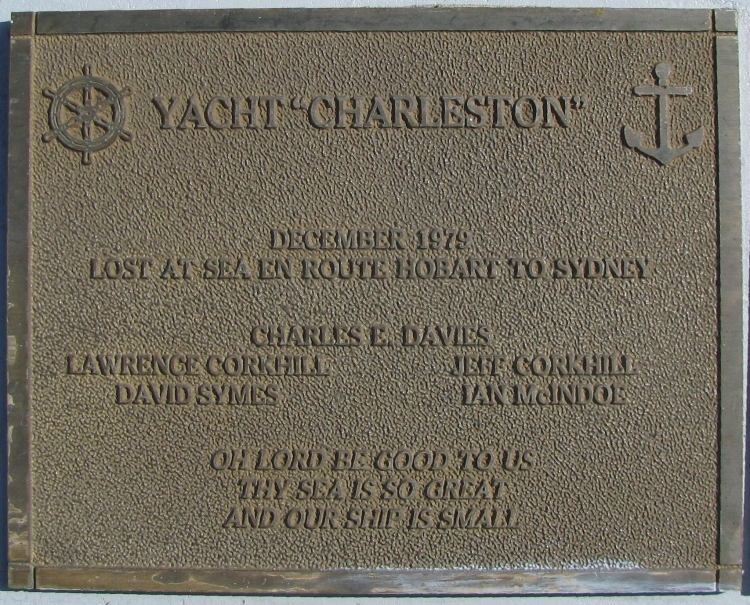 YACHT "CHARLESTON"
DECEMBER 1979
LOST AT SEA EN ROUTE HOBART TO SYDNEY
CHARLES E. DAVIES
LAWRENCE CORKHILL JEFF CORKHILL
DAVID SYMES IAN McINDOE
OH LORD BE GOOD TO US
THY SEA IS SO GREAT
AND OUR SHIP IS SMALL